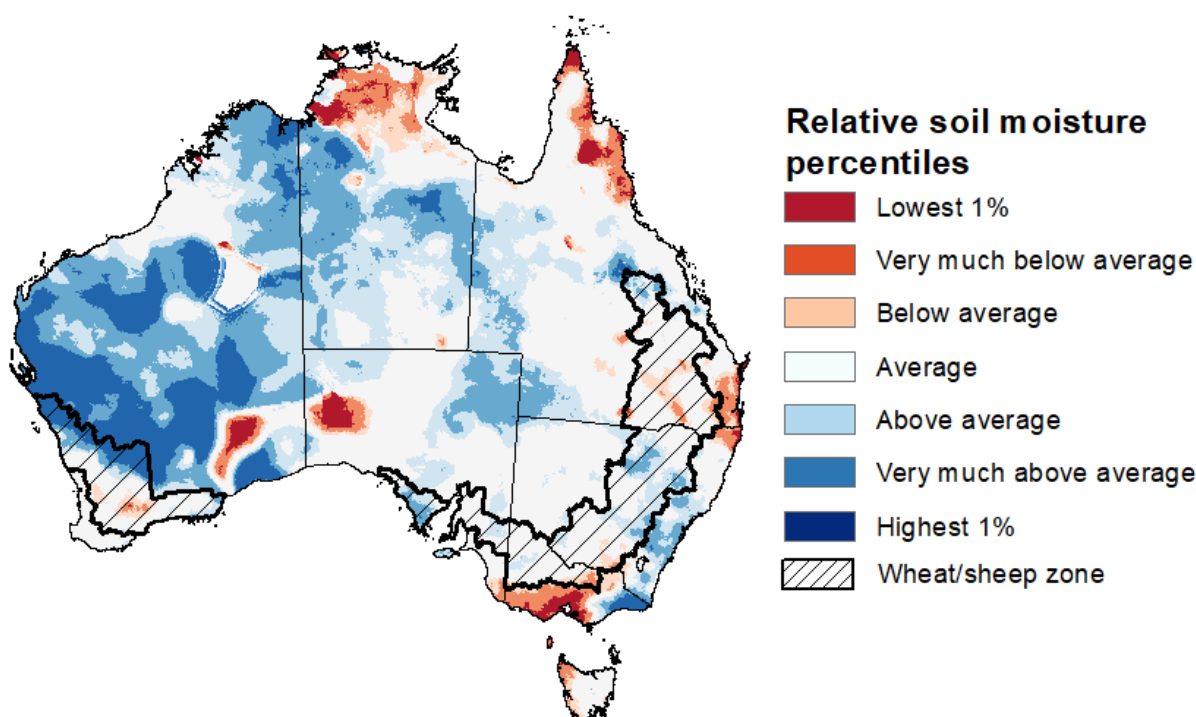 Relative soil moisture
percentiles
Lowest 1%
Very much below average
Below average
Average
Above average
Very much above average
Highest 1%
Wheat/sheep zone